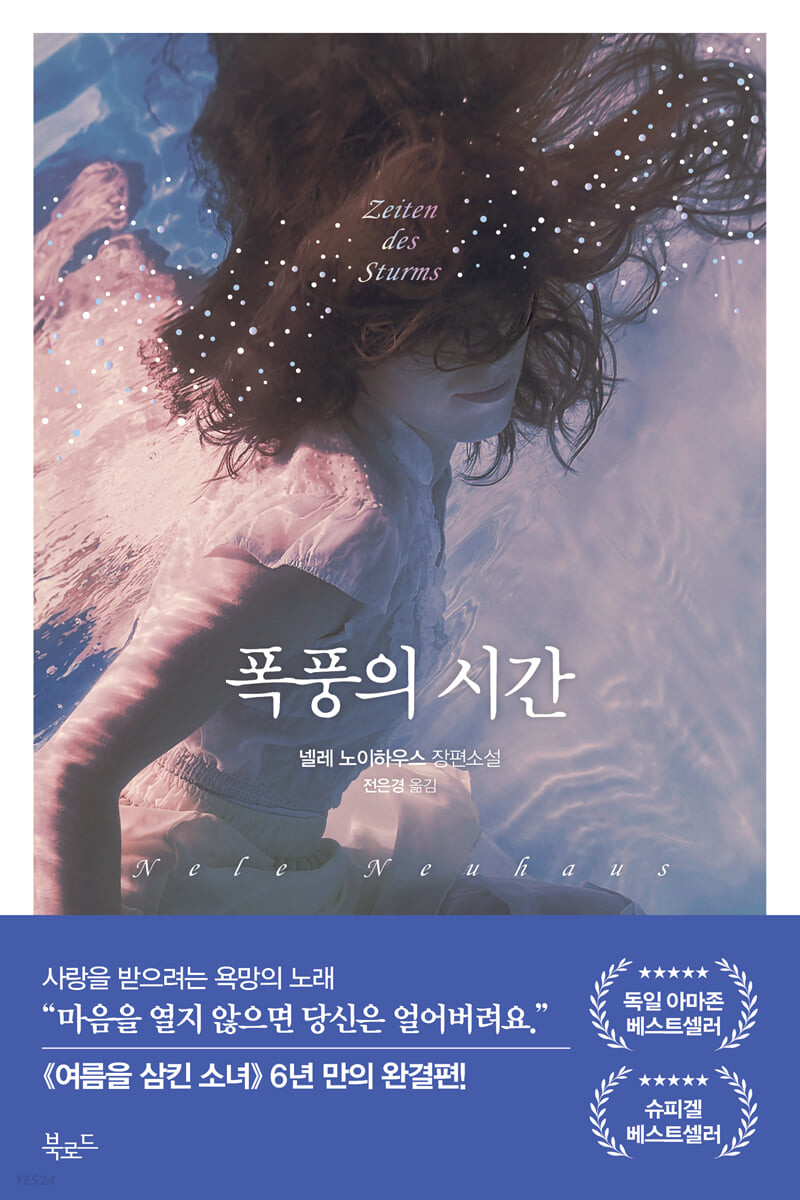 Zeiten
des
Sturms
폭풍의 시간
넬레 노이하우스 장편소설
전은경 옮김
Nele Neuhaus
사랑을 받으려는 욕망의 노래
“마음을 열지 않으면 당신은 얼어버려요.”
《여름을 삼킨 소녀》 6년 만의 완결편!
★★★★★
독일 아마존
베스트셀러
★★★★★
슈피겔
베스트셀러
북로드
YES24